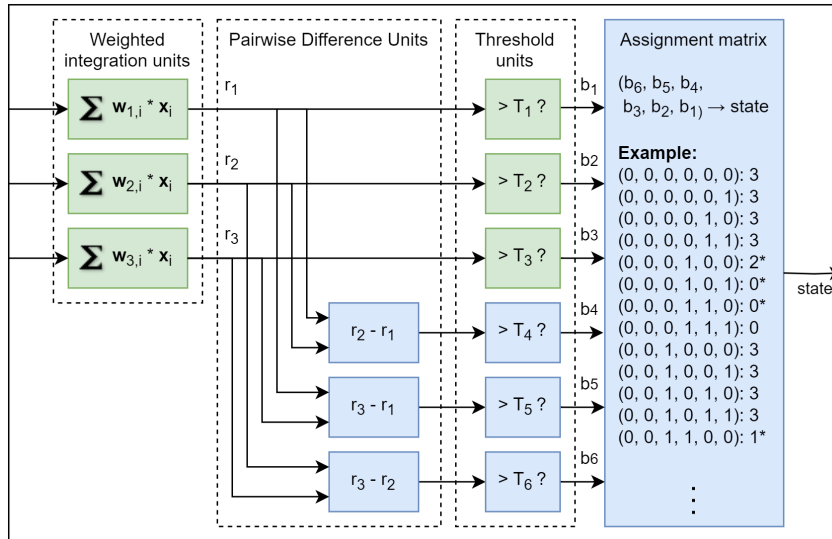 Weighted
integration units
Pairwise Difference Units
Threshold
units
Assignment matrix
∑ w₁,ᵢ * xᵢ
r₁
> T₁ ?
b₁
∑ w₂,ᵢ * xᵢ
r₂
> T₂ ?
b₂
∑ w₃,ᵢ * xᵢ
r₃
> T₃ ?
b₃
r₂ - r₁
> T₄ ?
b₄
r₃ - r₁
> T₅ ?
b₅
r₃ - r₂
> T₆ ?
b₆
(b₆, b₅, b₄,
b₃, b₂, b₁) → state
Example:
(0, 0, 0, 0, 0, 0): 3
(0, 0, 0, 0, 0, 1): 3
(0, 0, 0, 0, 1, 0): 3
(0, 0, 0, 0, 1, 1): 3
(0, 0, 0, 1, 0, 0): 2*
(0, 0, 0, 1, 0, 1): 0*
(0, 0, 0, 1, 1, 0): 0*
(0, 0, 0, 1, 1, 1): 0
(0, 0, 1, 0, 0, 0): 3
(0, 0, 1, 0, 0, 1): 3
(0, 0, 1, 0, 1, 0): 3
(0, 0, 1, 0, 1, 1): 3
(0, 0, 1, 1, 0, 0): 1*
⋮
state